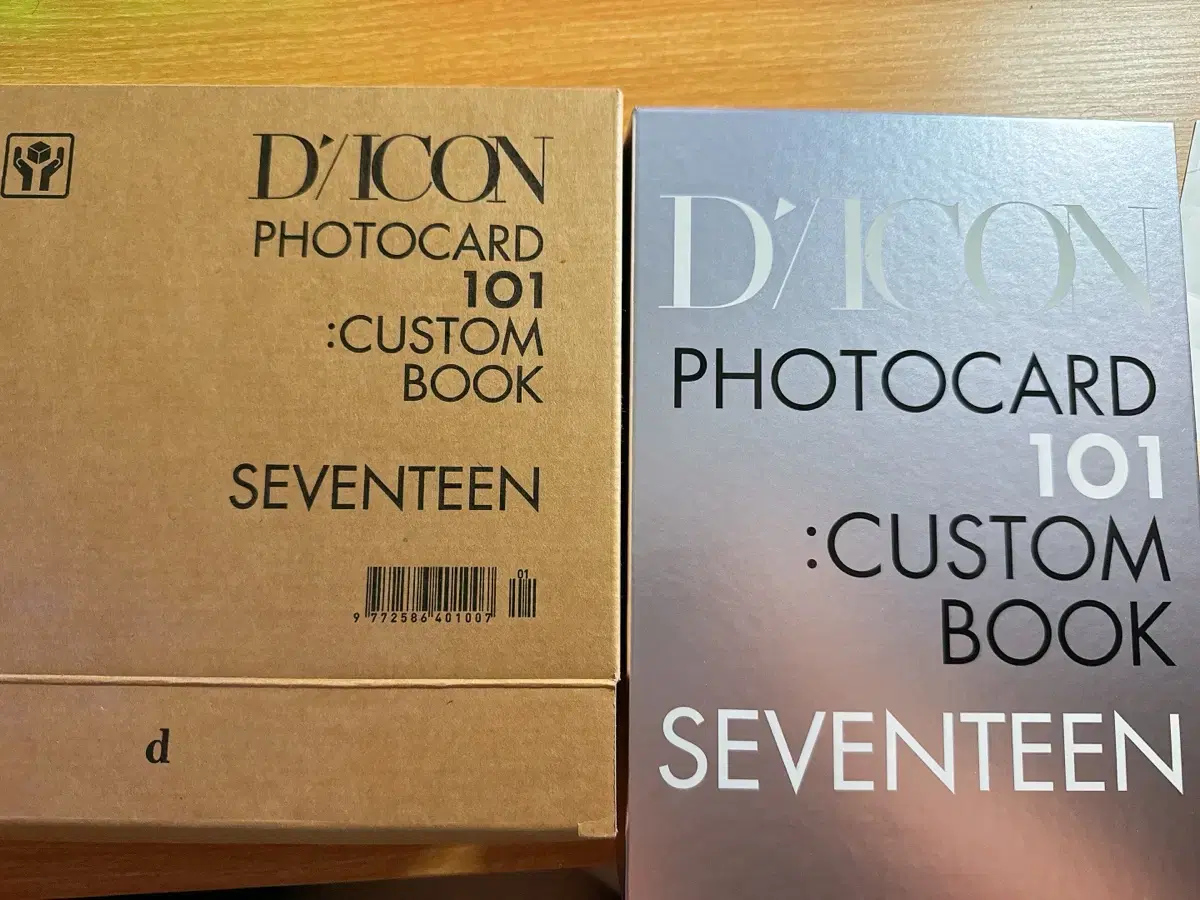 D'/ICON
PHOTOCARD
101
:CUSTOM
BOOK
SEVENTEEN
01
9 772586 401007
d
D'/ICON
PHOTOCARD
101
:CUSTOM
BOOK
SEVENTEEN